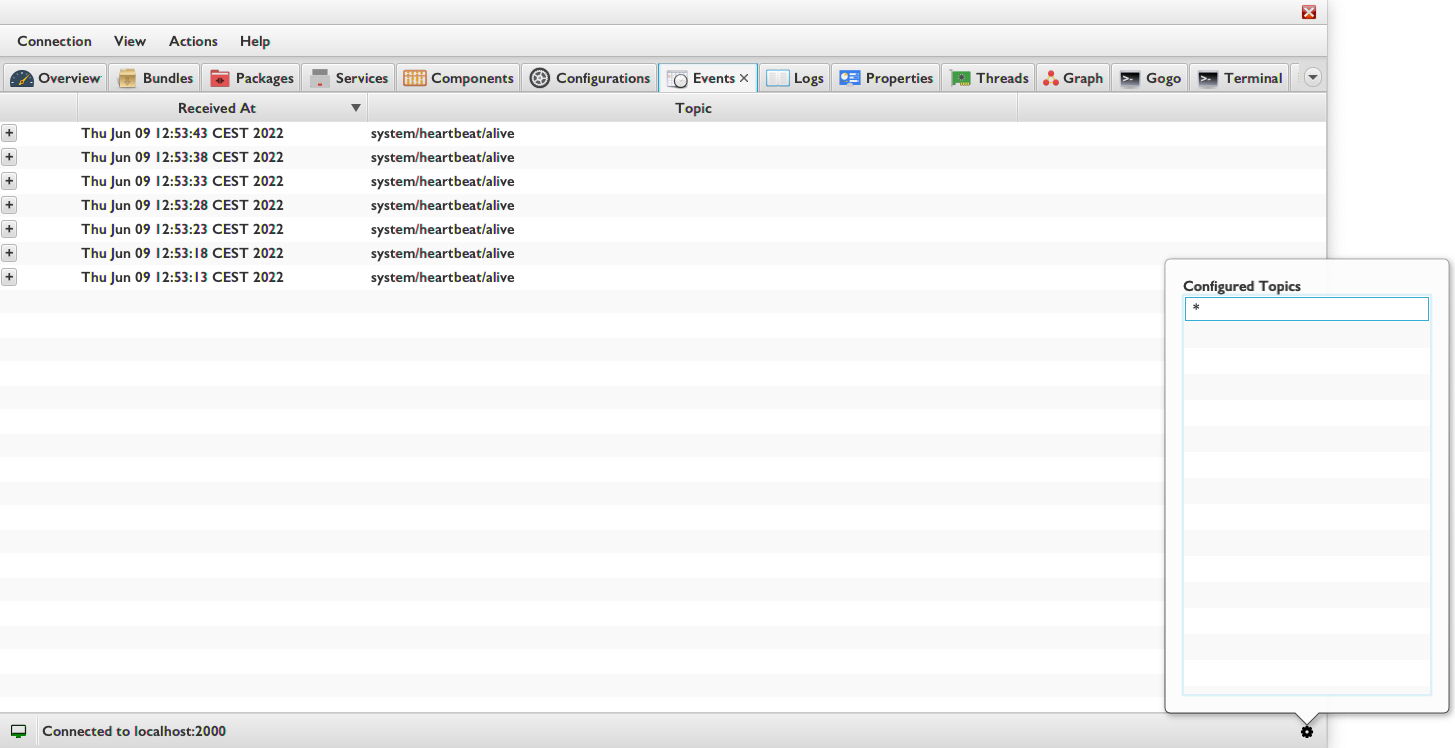 Connection View Actions Help
Overview Bundles Packages Services Components Configurations Events Logs Properties Threads Graph Gogo Terminal
Received At Topic
Thu Jun 09 12:53:43 CEST 2022 system/heartbeat/alive
Thu Jun 09 12:53:38 CEST 2022 system/heartbeat/alive
Thu Jun 09 12:53:33 CEST 2022 system/heartbeat/alive
Thu Jun 09 12:53:28 CEST 2022 system/heartbeat/alive
Thu Jun 09 12:53:23 CEST 2022 system/heartbeat/alive
Thu Jun 09 12:53:18 CEST 2022 system/heartbeat/alive
Thu Jun 09 12:53:13 CEST 2022 system/heartbeat/alive
Configured Topics
*
Connected to localhost:2000